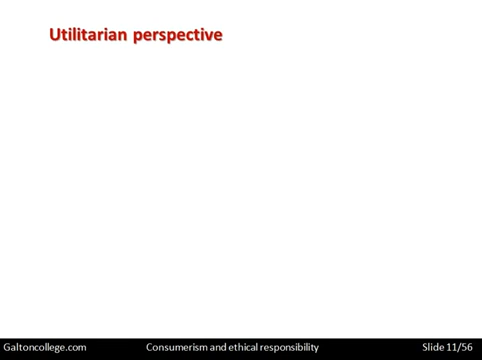 Utilitarian perspective
Galtoncollege.com Consumerism and ethical responsibility Slide 11/56